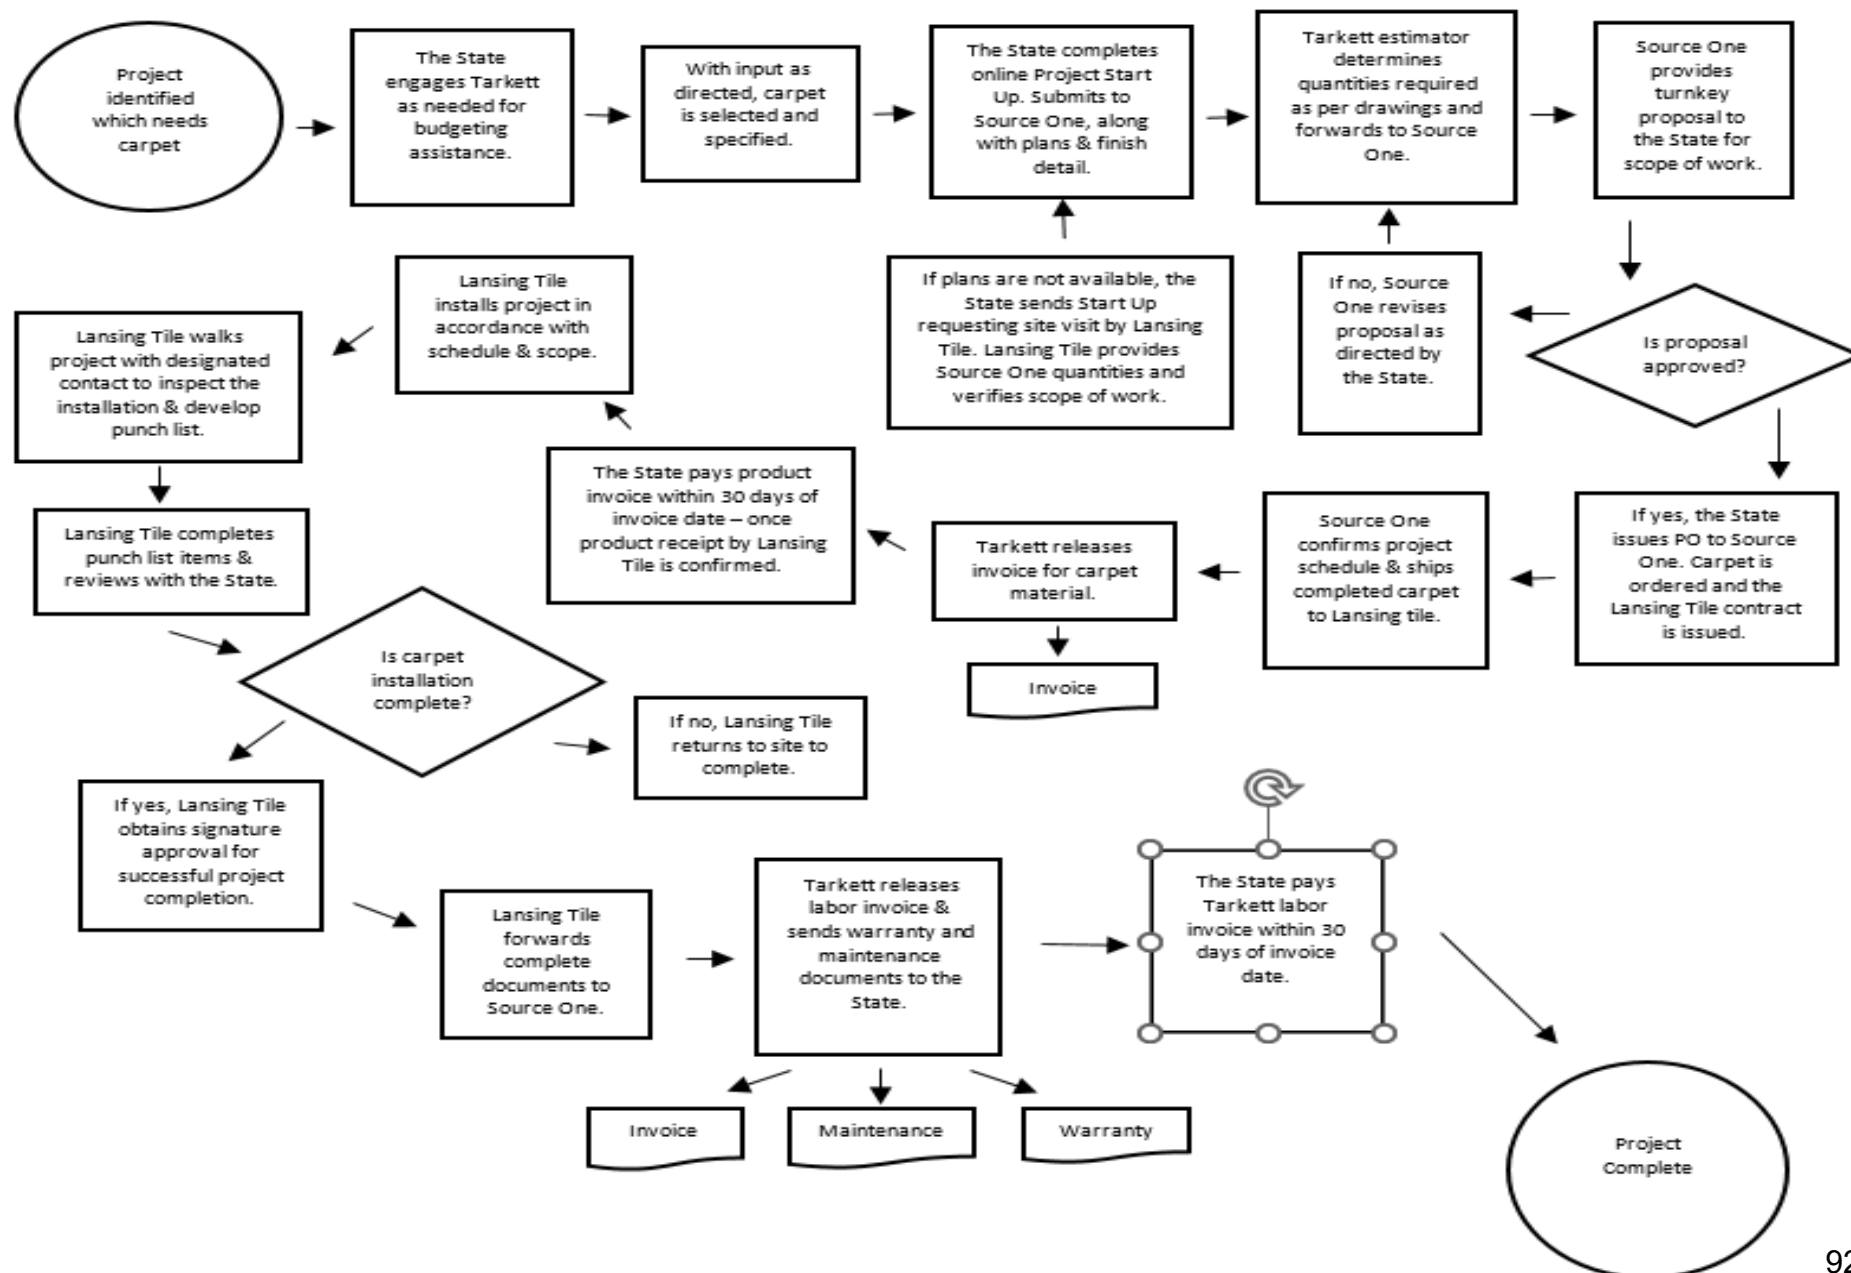 Project
identified
which needs
carpet
The State
engages Tarkett
as needed for
budgeting
assistance.
With input as
directed, carpet
is selected and
specified.
The State completes
online Project Start
Up. Submits to
Source One, along
with plans & finish
detail.
Tarkett estimator
determines
quantities required
as per drawings and
forwards to Source
One.
Source One
provides
turnkey
proposal to
the State for
scope of work.
Is proposal
approved?
If no, Source
One revises
proposal as
directed by
the State.
If plans are not available, the
State sends Start Up
requesting site visit by Lansing
Tile. Lansing Tile provides
Source One quantities and
verifies scope of work.
If yes, the State
issues PO to Source
One. Carpet is
ordered and the
Lansing Tile contract
is issued.
Source One
confirms project
schedule & ships
completed carpet
to Lansing tile.
Tarkett releases
invoice for carpet
material.
Invoice
The State pays product
invoice within 30 days of
invoice date – once
product receipt by Lansing
Tile is confirmed.
Lansing Tile
installs project in
accordance with
schedule & scope.
Lansing Tile walks
project with designated
contact to inspect the
installation & develop
punch list.
Lansing Tile completes
punch list items &
reviews with the State.
Is carpet
installation
complete?
If no, Lansing Tile
returns to site to
complete.
If yes, Lansing Tile
obtains signature
approval for
successful project
completion.
Lansing Tile
forwards
complete
documents to
Source One.
Tarkett releases
labor invoice &
sends warranty and
maintenance
documents to the
State.
Invoice
Maintenance
Warranty
The State pays
Tarkett labor
invoice within 30
days of invoice
date.
Project
Complete
92